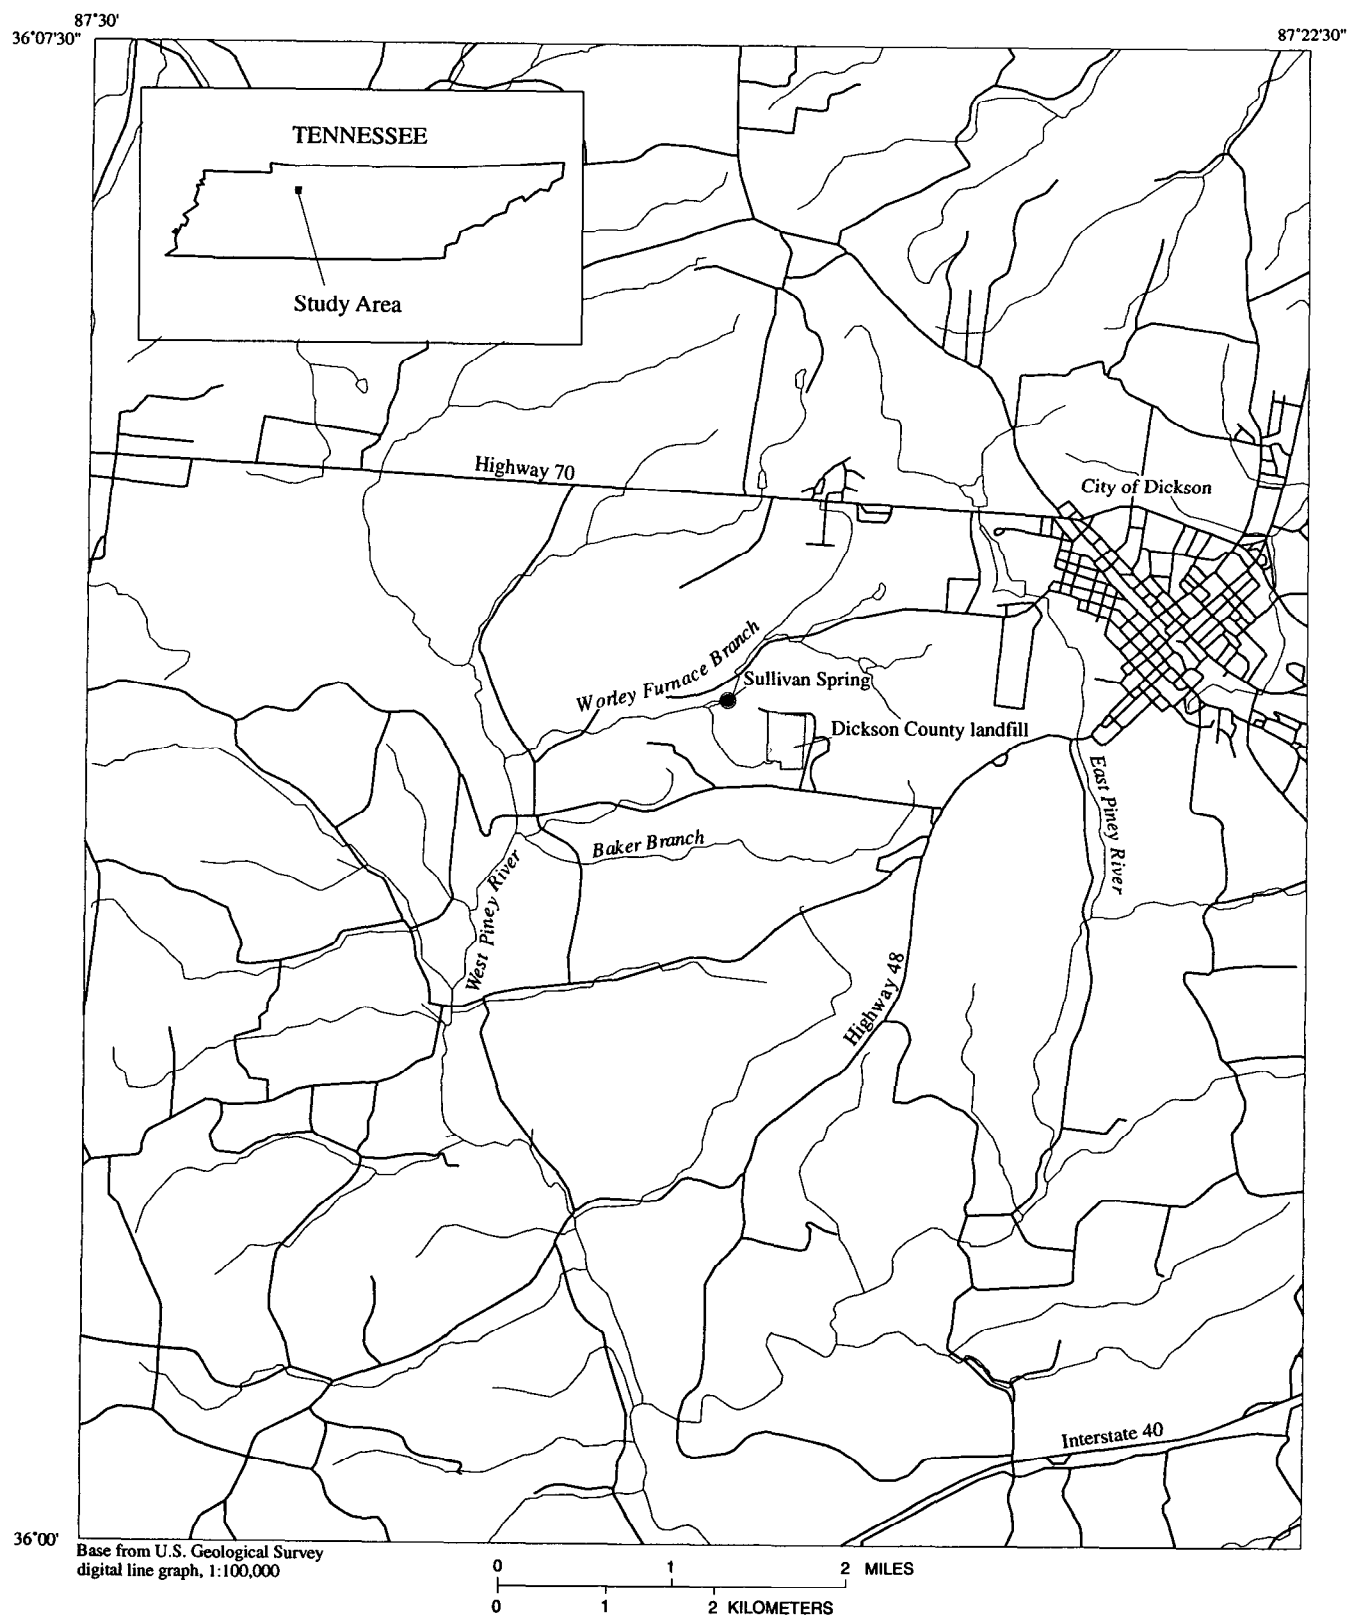 87°30'
36°07'30"
87°22'30"
TENNESSEE
Study Area
Highway 70
City of Dickson
Worley Furnace Branch
Sullivan Spring
Dickson County landfill
East Piney River
Baker Branch
West Piney River
Highway 48
Interstate 40
36°00'
Base from U.S. Geological Survey
digital line graph, 1:100,000
0 1 2 MILES
0 1 2 KILOMETERS